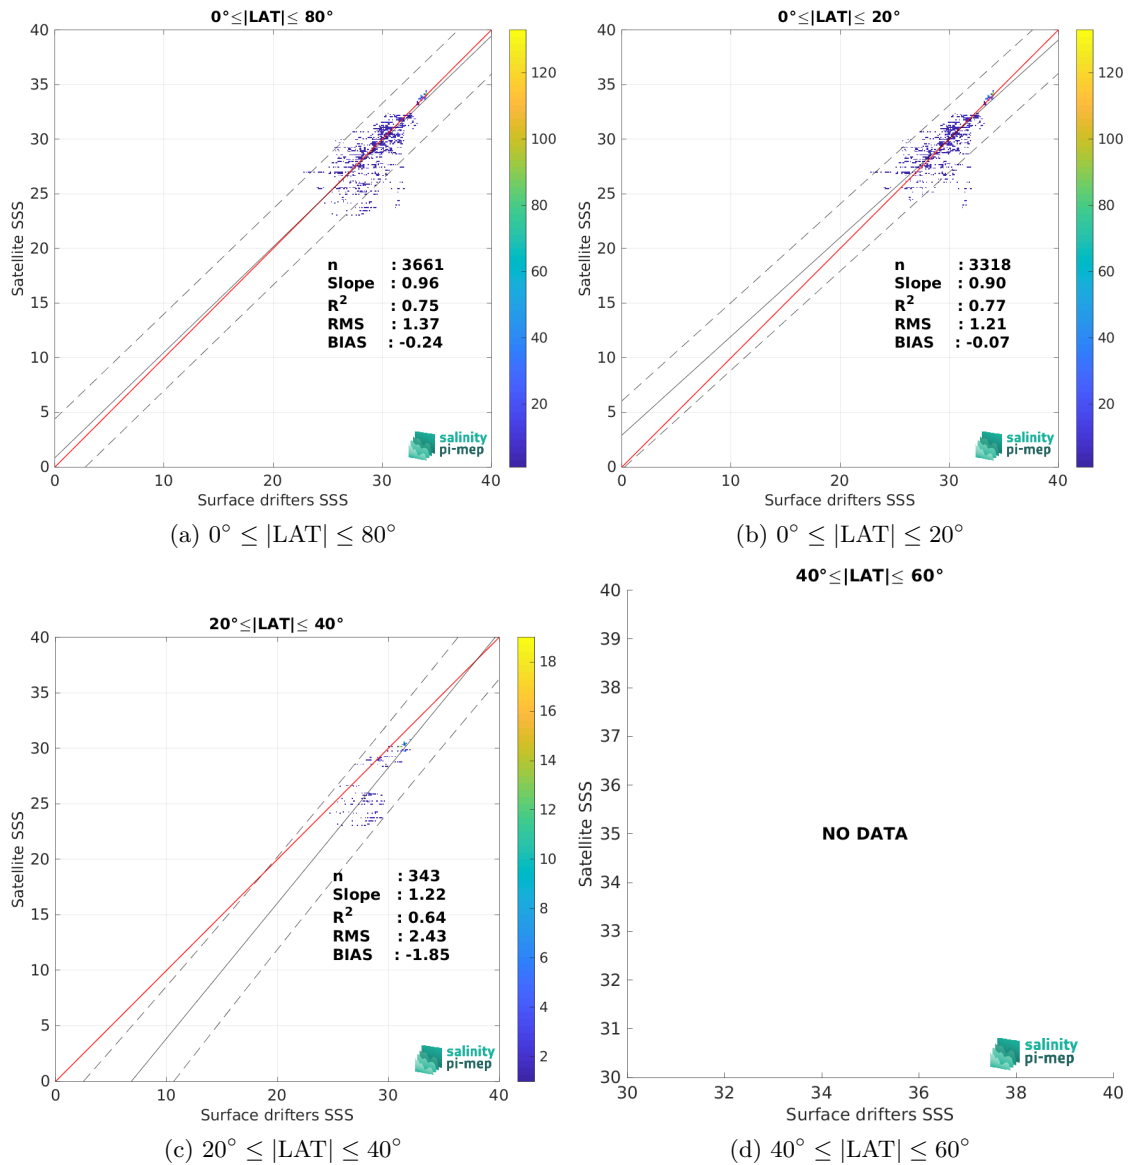 0°≤|LAT|≤ 80°
40
35
30
25
20
15
10
5
0
0
10
20
30
40
Satellite SSS
Surface drifters SSS
n : 3661
Slope : 0.96
R² : 0.75
RMS : 1.37
BIAS : -0.24
salinity
pi-mep
120
100
80
60
40
20
(a) 0° ≤ |LAT| ≤ 80°
0°≤|LAT|≤ 20°
40
35
30
25
20
15
10
5
0
0
10
20
30
40
Satellite SSS
Surface drifters SSS
n : 3318
Slope : 0.90
R² : 0.77
RMS : 1.21
BIAS : -0.07
salinity
pi-mep
120
100
80
60
40
20
(b) 0° ≤ |LAT| ≤ 20°
20°≤|LAT|≤ 40°
40
35
30
25
20
15
10
5
0
0
10
20
30
40
Satellite SSS
Surface drifters SSS
n : 343
Slope : 1.22
R² : 0.64
RMS : 2.43
BIAS : -1.85
salinity
pi-mep
18
16
14
12
10
8
6
4
2
(c) 20° ≤ |LAT| ≤ 40°
40°≤|LAT|≤ 60°
40
39
38
37
36
35
34
33
32
31
30
30
32
34
36
38
40
Satellite SSS
Surface drifters SSS
NO DATA
salinity
pi-mep
(d) 40° ≤ |LAT| ≤ 60°